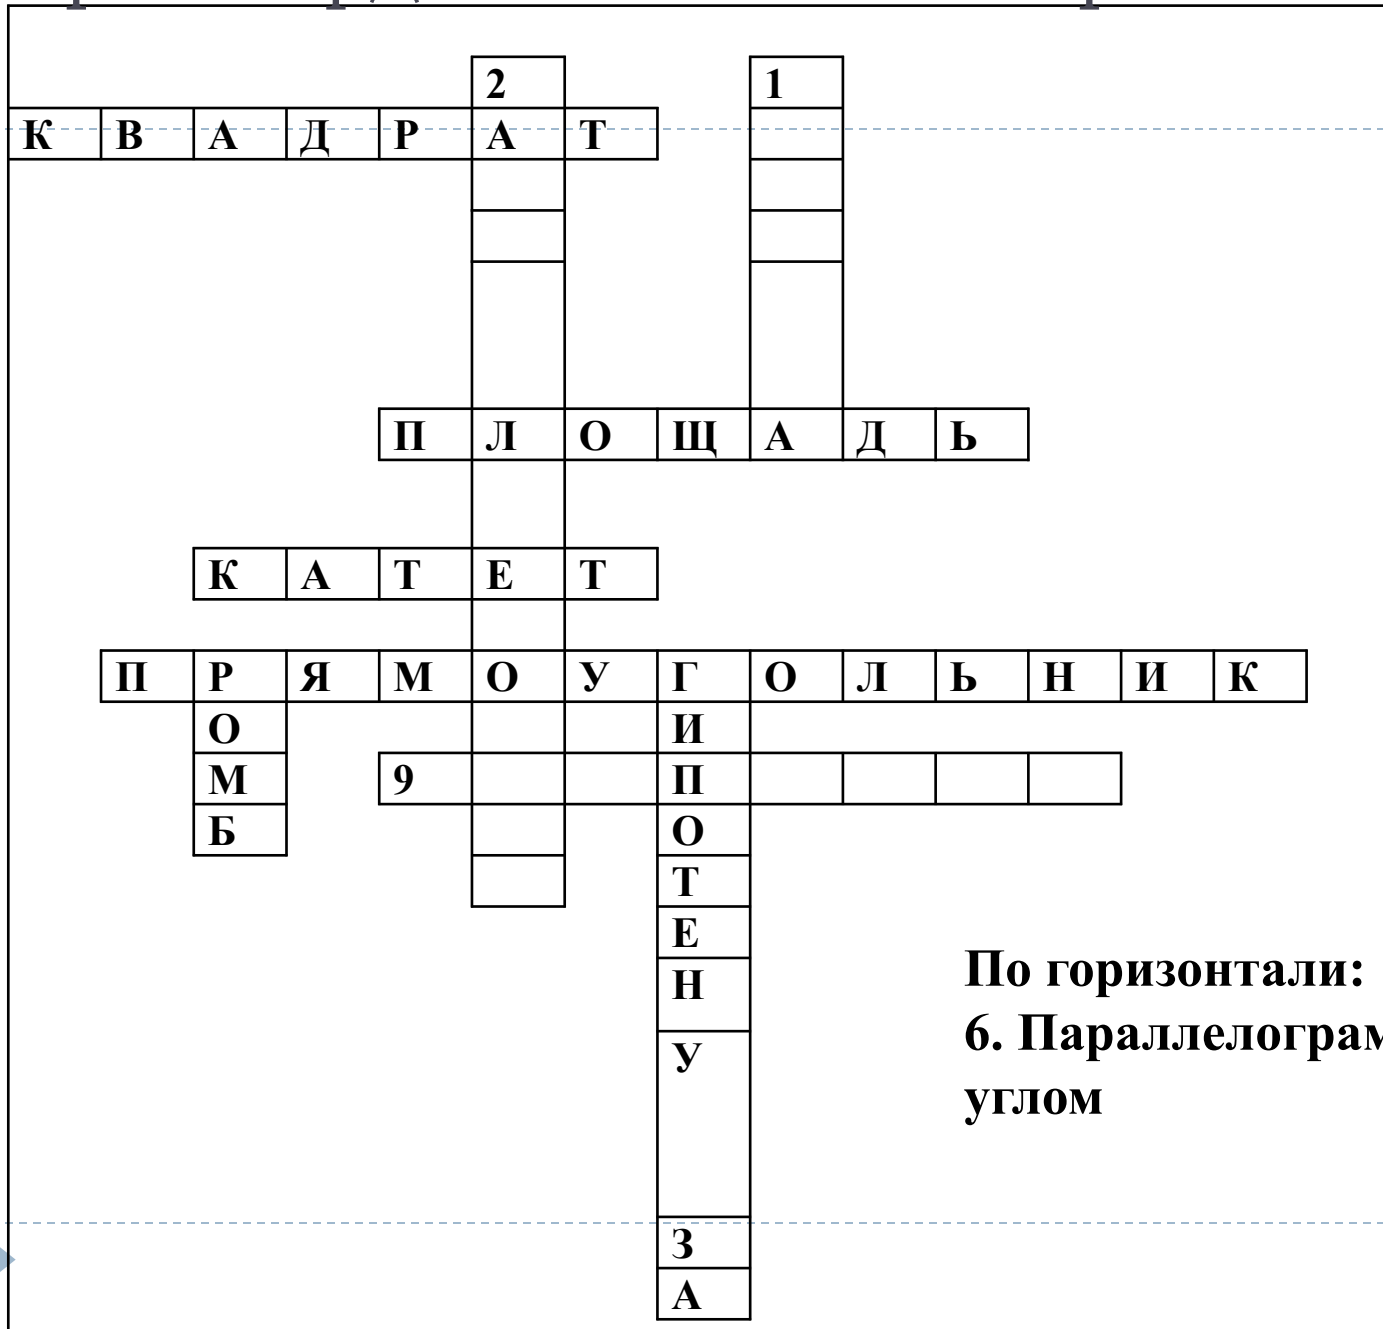 2 1
К В А Д Р А Т
П Л О Щ А Д Ь
К А Т Е Т
П Р Я М О У Г О Л Ь Н И К
О И
М 9 П
Б О
Т
Е
Н
У
З
А
По горизонтали:
6. Параллелограм
углом